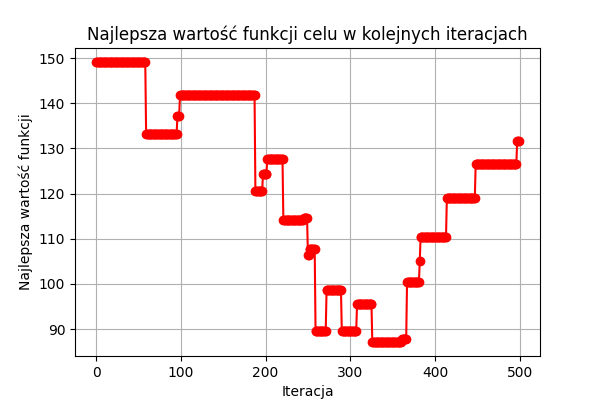 Najlepsza wartość funkcji celu w kolejnych iteracjach
Najlepsza wartość funkcji
150
140
130
120
110
100
90
0 100 200 300 400 500
Iteracja